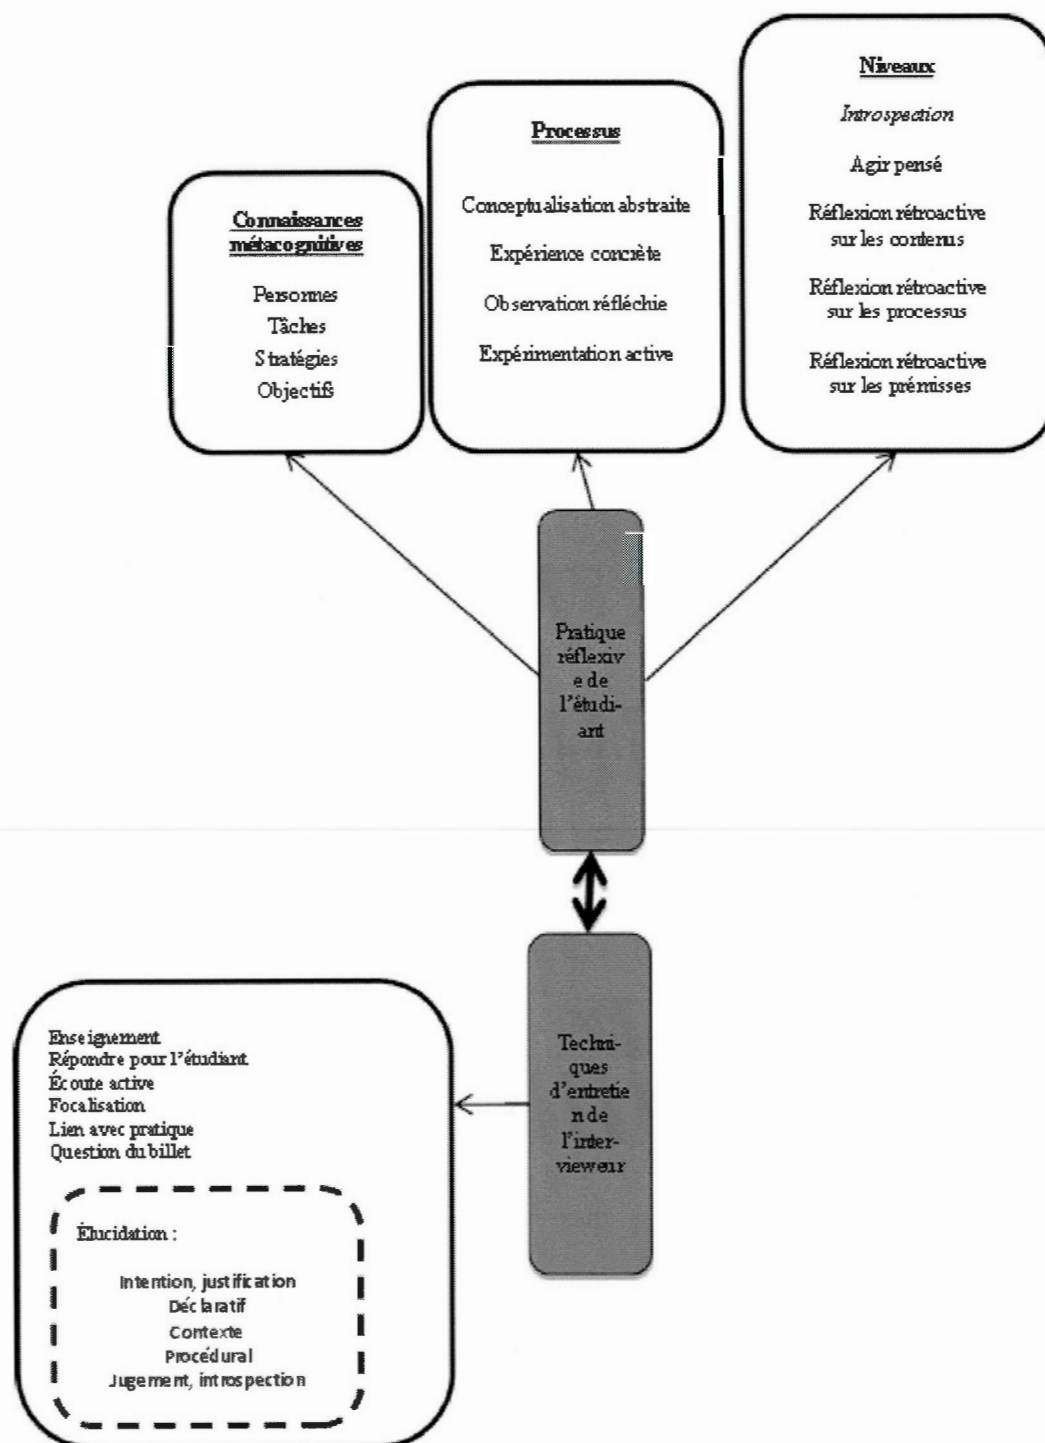 Niveaux
Introspection
Agir pensé
Réflexion rétroactive
sur les contenus
Réflexion rétroactive
sur les processus
Réflexion rétroactive
sur les prémisses
Processus
Conceptualisation abstraite
Expérience concrète
Observation réfléchie
Expérimentation active
Connaissances
métacognitives
Personnes
Tâches
Stratégies
Objectifs
Pratique
réflexiv
e de
l'étudi-
ant
Techni-
ques
d'entretie
n de
l'inter-
vieweur
Enseignement
Répondre pour l'étudiant
Écoute active
Focalisation
Lien avec pratique
Question du billet
Élucidation :
Intention, justification
Déclaratif
Contexte
Procédural
Jugement, introspection